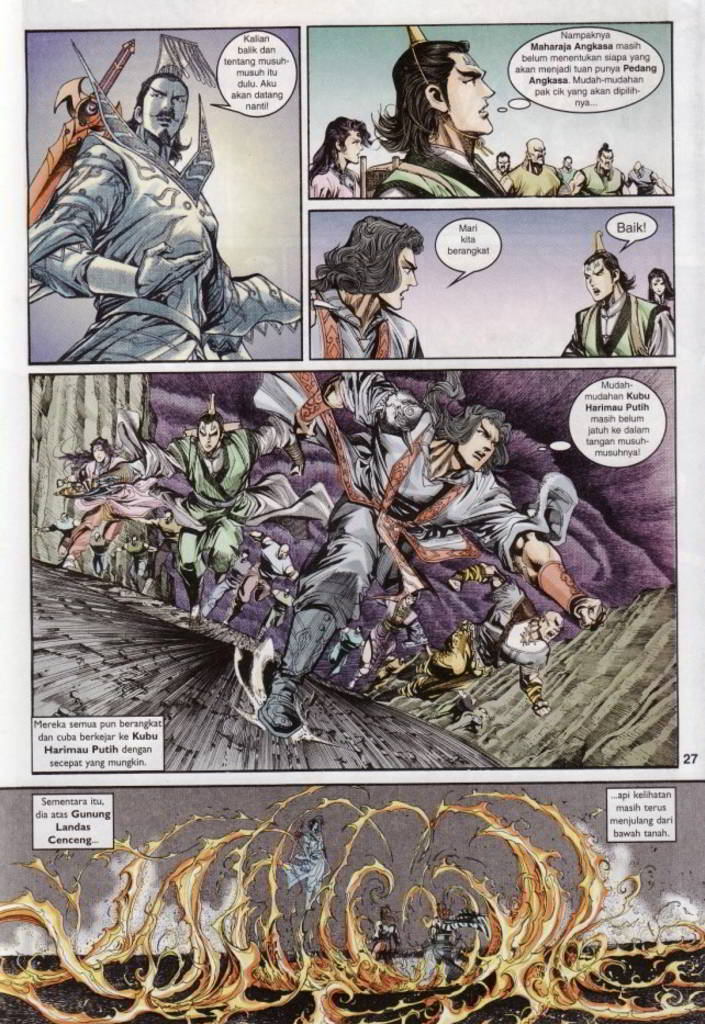 Kalian
balik dan
tentang musuh-
musuh itu
dulu. Aku
akan datang
nanti!
Nampaknya
Maharaja Angkasa masih
belum menentukan siapa yang
akan menjadi tuan punya Pedang
Angkasa. Mudah-mudahan
pak cik yang akan dipilih-
nya...
Mari
kita
berangkat
Baik!
Mudah-
mudahan Kubu
Harimau Putih
masih belum
jatuh ke dalam
tangan musuh-
musuhnya!
Mereka semua pun berangkat
dan cuba berkejar ke Kubu
Harimau Putih dengan
secepat yang mungkin.
27
Sementara itu,
dia atas Gunung
Landas
Cenceng...
...api kelihatan
masih terus
menjulang dari
bawah tanah.